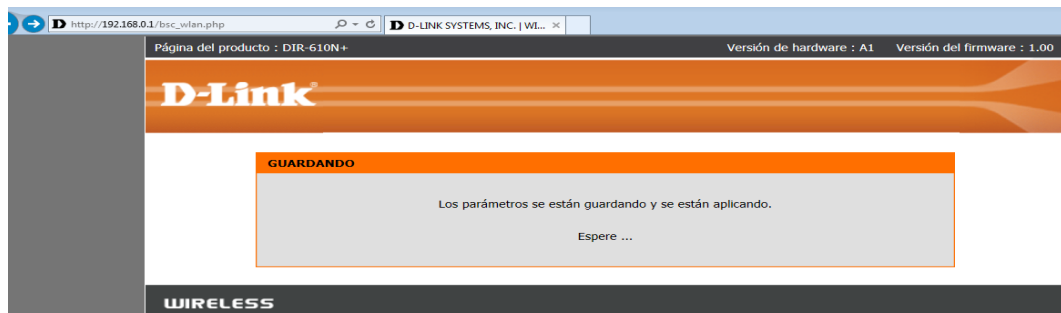 http://192.168.0.1/bsc_wlan.php
D-LINK SYSTEMS, INC. | WI...
Página del producto : DIR-610N+ Versión de hardware : A1 Versión del firmware : 1.00
D-Link
GUARDANDO
Los parámetros se están guardando y se están aplicando.
Espere ...
WIRELESS